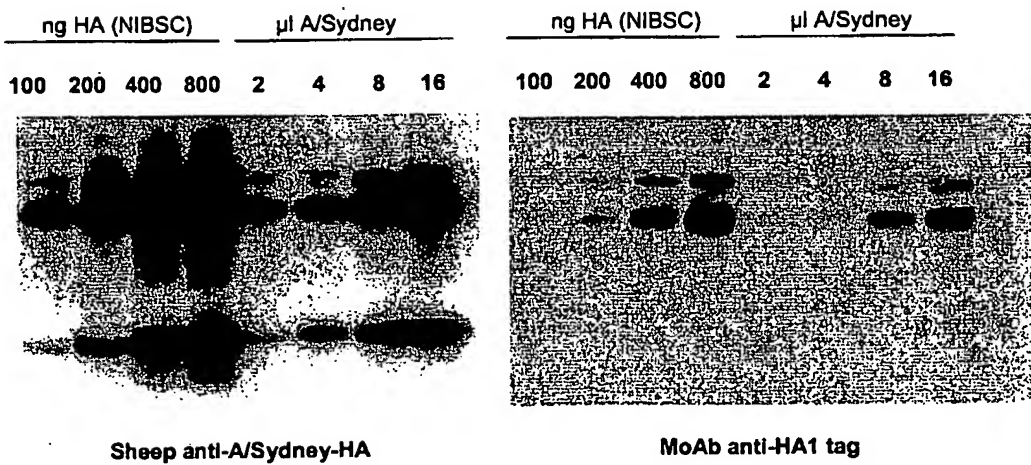 ng HA (NIBSC) µl A/Sydney
100 200 400 800 2 4 8 16
Sheep anti-A/Sydney-HA
ng HA (NIBSC) µl A/Sydney
100 200 400 800 2 4 8 16
MoAb anti-HA1 tag